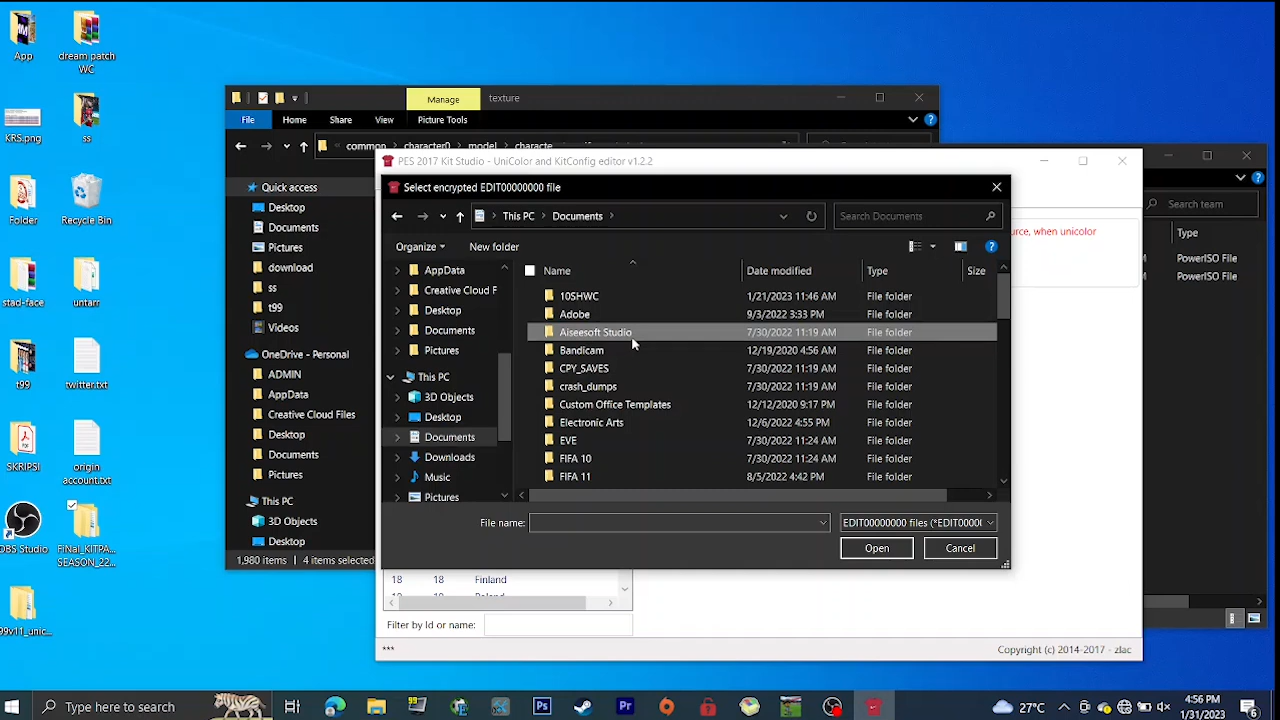 App
dream patch
WC
KRS.png
ss
Folder
Recycle Bin
stad-face
untarr
t99
twitter.txt
SKRIPSI
origin
account.txt
OBS Studio
FiNal_KITPA...
SEASON_22...
Manage
texture
File
Home
Share
View
Picture Tools
common
character0
model
Quick access
Desktop
Documents
Pictures
download
ss
t99
Videos
OneDrive - Personal
ADMIN
AppData
Creative Cloud Files
Desktop
Documents
Pictures
This PC
3D Objects
Desktop
1,980 items
4 items selected
PES 2017 Kit Studio - UniColor and KitConfig editor v1.2.2
Select encrypted EDIT00000000 file
This PC
Documents
Search Documents
Organize
New folder
AppData
Creative Cloud F
Desktop
Documents
Pictures
This PC
3D Objects
Desktop
Documents
Downloads
Music
Pictures
Name
Date modified
Type
Size
10SHWC 1/21/2023 11:46 AM File folder
Adobe 9/3/2022 3:33 PM File folder
Aiseesoft Studio 7/30/2022 11:19 AM File folder
Bandicam 12/19/2020 4:56 AM File folder
CPY_SAVES 7/30/2022 11:19 AM File folder
crash_dumps 7/30/2022 11:19 AM File folder
Custom Office Templates 12/12/2020 9:17 PM File folder
Electronic Arts 12/6/2022 4:55 PM File folder
EVE 7/30/2022 11:24 AM File folder
FIFA 10 7/30/2022 11:24 AM File folder
FIFA 11 8/5/2022 4:42 PM File folder
File name:
EDIT00000000 files (*EDIT0000(
Open
Cancel
18 18 Finland
Filter by Id or name:
***
Copyright (c) 2014-2017 - zlac
when unicolor
Search team
Type
PowerISO File
PowerISO File
Type here to search
27°C
4:56 PM
1/31/2023
6